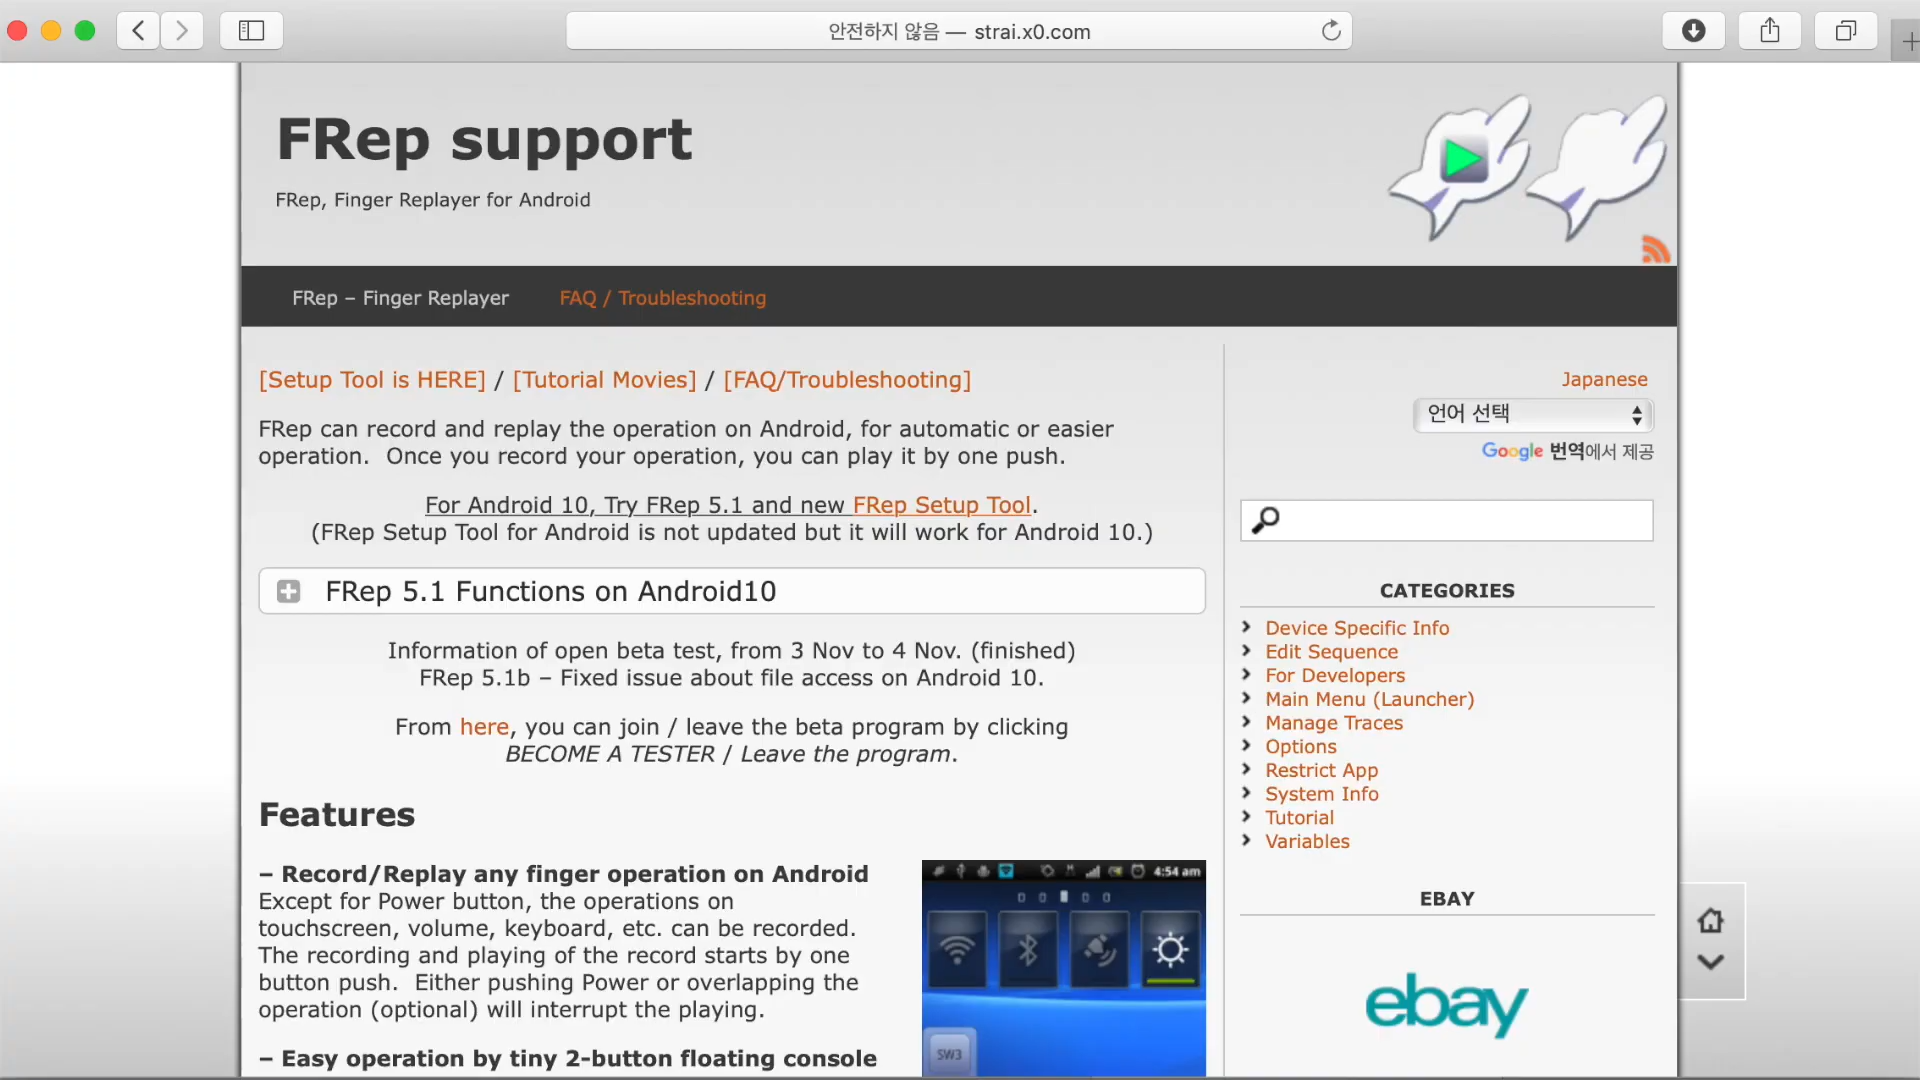 안전하지 않음 — strai.x0.com
FRep support
FRep, Finger Replayer for Android
FRep – Finger Replayer FAQ / Troubleshooting
[Setup Tool is HERE] / [Tutorial Movies] / [FAQ/Troubleshooting]
FRep can record and replay the operation on Android, for automatic or easier
operation. Once you record your operation, you can play it by one push.
For Android 10, Try FRep 5.1 and new FRep Setup Tool.
(FRep Setup Tool for Android is not updated but it will work for Android 10.)
FRep 5.1 Functions on Android10
Information of open beta test, from 3 Nov to 4 Nov. (finished)
FRep 5.1b – Fixed issue about file access on Android 10.
From here, you can join / leave the beta program by clicking
BECOME A TESTER / Leave the program.
Features
– Record/Replay any finger operation on Android
Except for Power button, the operations on
touchscreen, volume, keyboard, etc. can be recorded.
The recording and playing of the record starts by one
button push. Either pushing Power or overlapping the
operation (optional) will interrupt the playing.
– Easy operation by tiny 2-button floating console
4:54 am
SW3
Japanese
언어 선택
Google 번역에서 제공
CATEGORIES
Device Specific Info
Edit Sequence
For Developers
Main Menu (Launcher)
Manage Traces
Options
Restrict App
System Info
Tutorial
Variables
EBAY
ebay